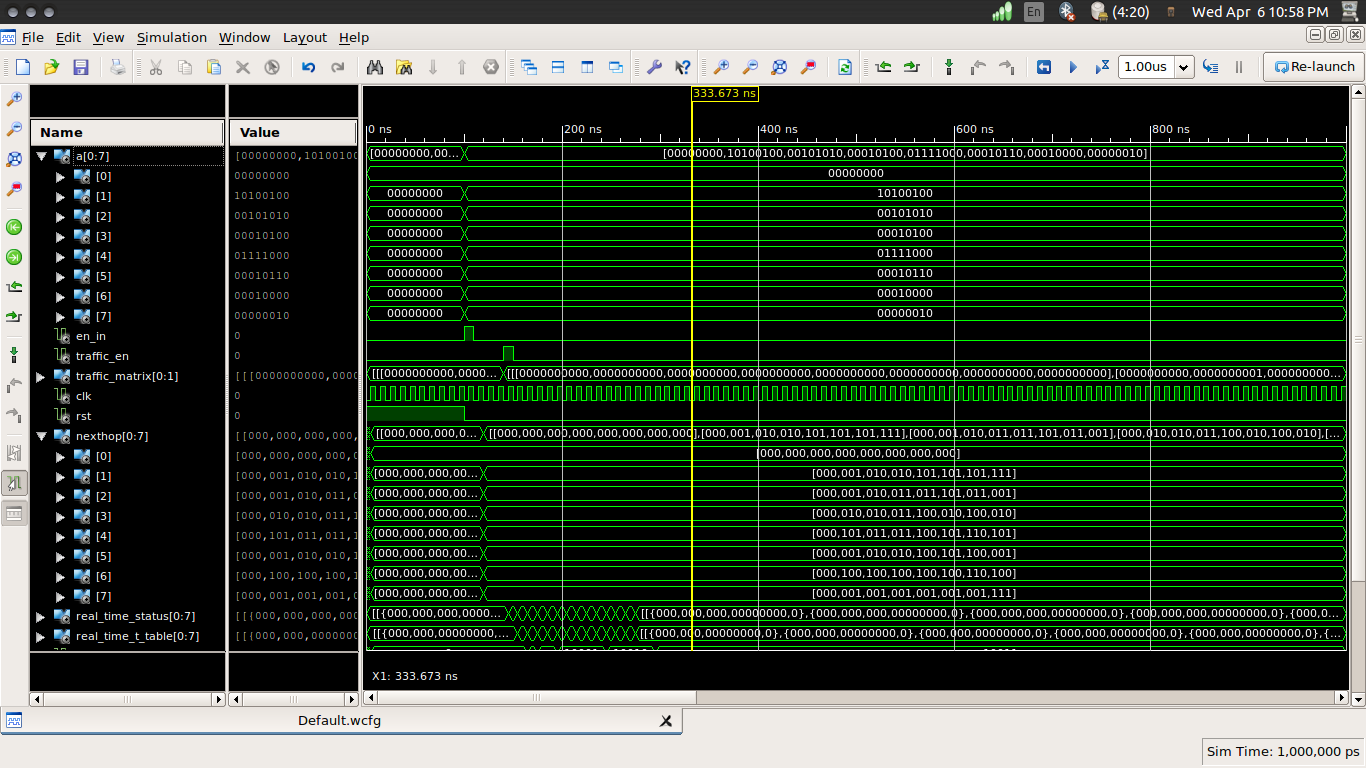 En (4:20) Wed Apr 6 10:58 PM
File Edit View Simulation Window Layout Help
1.00us Re-launch
333.673 ns
Name Value 0 ns 200 ns 400 ns 600 ns 800 ns
a[0:7] [00000000,10100100 [00000000,00... [00000000,10100100,00101010,00010100,01111000,00010110,00010000,00000010]
[0] 00000000 00000000
[1] 10100100 00000000 10100100
[2] 00101010 00000000 00101010
[3] 00010100 00000000 00010100
[4] 01111000 00000000 01111000
[5] 00010110 00000000 00010110
[6] 00010000 00000000 00010000
[7] 00000010 00000000 00000010
en_in 0
traffic_en 0
traffic_matrix[0:1] [[[0000000000,0000 [[[0000000000,0000... [[[0000000000,0000000000,0000000000,0000000000,0000000000,0000000000,0000000000,0000000000],[0000000000,0000000001,000000000...
clk 0
rst 0
nexthop[0:7] [[000,000,000,000, [[000,000,000,0... [[000,000,000,000,000,000,000,000],[000,001,010,010,101,101,101,111],[000,001,010,011,011,101,011,001],[000,010,010,011,100,010,100,010],[...
[0] [000,000,000,000,0 [000,000,000,000,000,000,000,000]
[1] [000,001,010,010,1 [000,000,000,00... [000,001,010,010,101,101,101,111]
[2] [000,001,010,011,0 [000,000,000,00... [000,001,010,011,011,101,011,001]
[3] [000,010,010,011,1 [000,000,000,00... [000,010,010,011,100,010,100,010]
[4] [000,101,011,011,1 [000,000,000,00... [000,101,011,011,100,101,110,101]
[5] [000,001,010,010,1 [000,000,000,00... [000,001,010,010,100,101,100,001]
[6] [000,100,100,100,1 [000,000,000,00... [000,100,100,100,100,100,110,100]
[7] [000,001,001,001,0 [000,000,000,00... [000,001,001,001,001,001,001,111]
real_time_status[0:7] [[{000,000,000,000 [[{000,000,000,0000... [[{000,000,000,00000000,0},{000,000,000,00000000,0},{000,000,000,00000000,0},{000,000,000,00000000,0},{000,0...
real_time_t_table[0:7] [[{000,000,0000000 [[{000,000,00000000,... [[{000,000,00000000,0},{000,000,00000000,0},{000,000,00000000,0},{000,000,00000000,0},{000,000,00000000,0},{...
X1: 333.673 ns
Default.wcfg
Sim Time: 1,000,000 ps